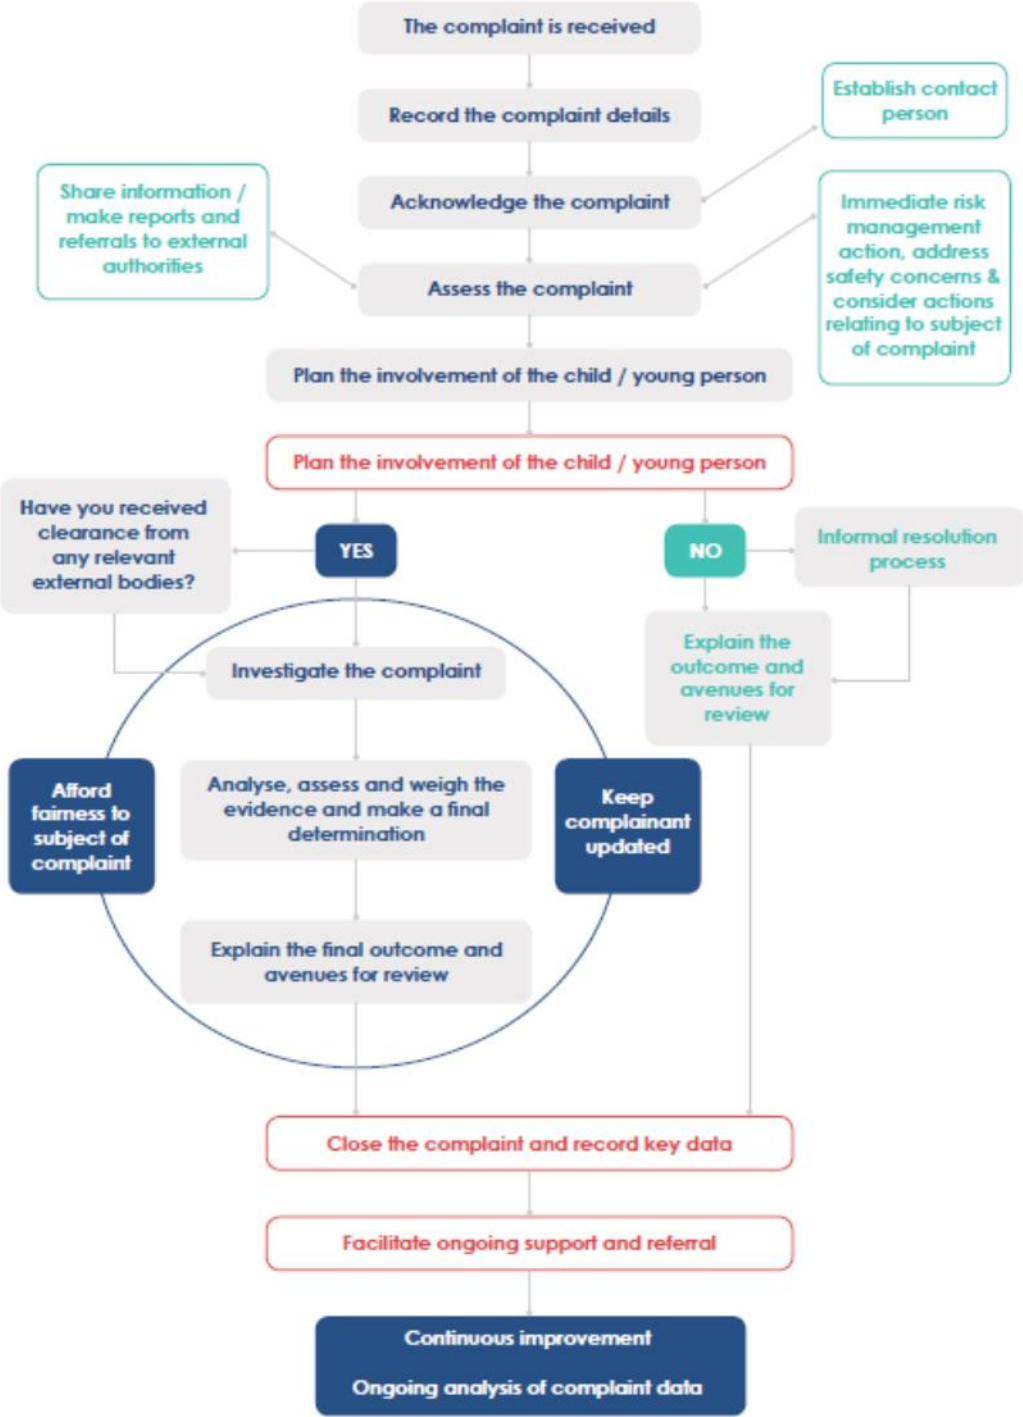 The complaint is received
Record the complaint details
Establish contact
person
Acknowledge the complaint
Share information /
make reports and
referrals to external
authorities
Immediate risk
management
action, address
safety concerns &
consider actions
relating to subject
of complaint
Assess the complaint
Plan the involvement of the child / young person
Plan the involvement of the child / young person
Have you received
clearance from
any relevant
external bodies?
YES
NO
Informal resolution
process
Investigate the complaint
Explain the
outcome and
avenues for
review
Afford
fairness to
subject of
complaint
Analyse, assess and weigh the
evidence and make a final
determination
Keep
complainant
updated
Explain the final outcome and
avenues for review
Close the complaint and record key data
Facilitate ongoing support and referral
Continuous improvement
Ongoing analysis of complaint data